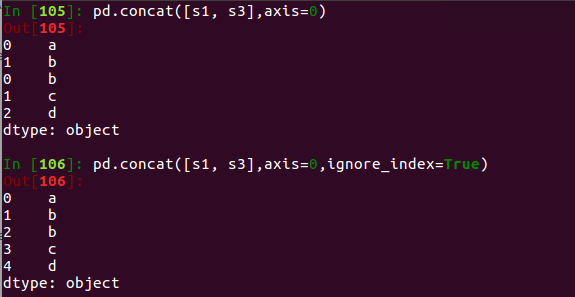 In [105]: pd.concat([s1, s3],axis=0)
Out[105]:
0    a
1    b
0    b
1    c
2    d
dtype: object
In [106]: pd.concat([s1, s3],axis=0,ignore_index=True)
Out[106]:
0    a
1    b
2    b
3    c
4    d
dtype: object